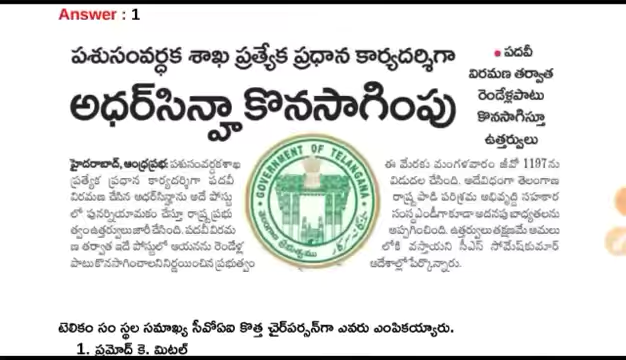 Answer : 1
పశుసంవర్ధక శాఖ ప్రత్యేక ప్రధాన కార్యదర్శిగా
అధర్‌సిన్హా కొనసాగింపు
• పదవీ
విరమణ తర్వాత
రెండేళ్లపాటు
కొనసాగిస్తూ
ఉత్తర్వులు
హైదరాబాద్, ఆంధ్రప్రభ: పశుసంవర్ధకశాఖ
ప్రత్యేక ప్రధాన కార్యదర్శిగా పదవీ
విరమణ చేసిన అధర్‌సిన్హాను అదే పోస్టు
లో పునర్నియామకం చేస్తూ రాష్ట్ర ప్రభు
త్వం ఉత్తర్వులు జారీ చేసింది. పదవీ విరమ
ణ తర్వాత ఇదే పోస్టులో ఆయనను రెండేళ్ల
పాటు కొనసాగించాలని నిర్ణయించిన ప్రభుత్వం
GOVERNMENT OF TELANGANA
ఈ మేరకు మంగళవారం జీవో 1197ను
విడుదల చేసింది. అదేవిధంగా తెలంగాణ
రాష్ట్ర పాడి పరిశ్రమ అభివృద్ధి సహకార
సంస్థ ఎండీగా కూడా అదనపు బాధ్యతలను
అప్పగించింది. ఉత్తర్వులు తక్షణమే అమలు
లోకి వస్తాయని సీఎస్ సోమేష్‌కుమార్
ఆదేశాల్లో పేర్కొన్నారు.
టెలికం సం స్థల సమాఖ్య సీవోఏఐ కొత్త చైర్‌పర్సన్‌గా ఎవరు ఎంపికయ్యారు.
1. ప్రమోద్ కె. మిటల్